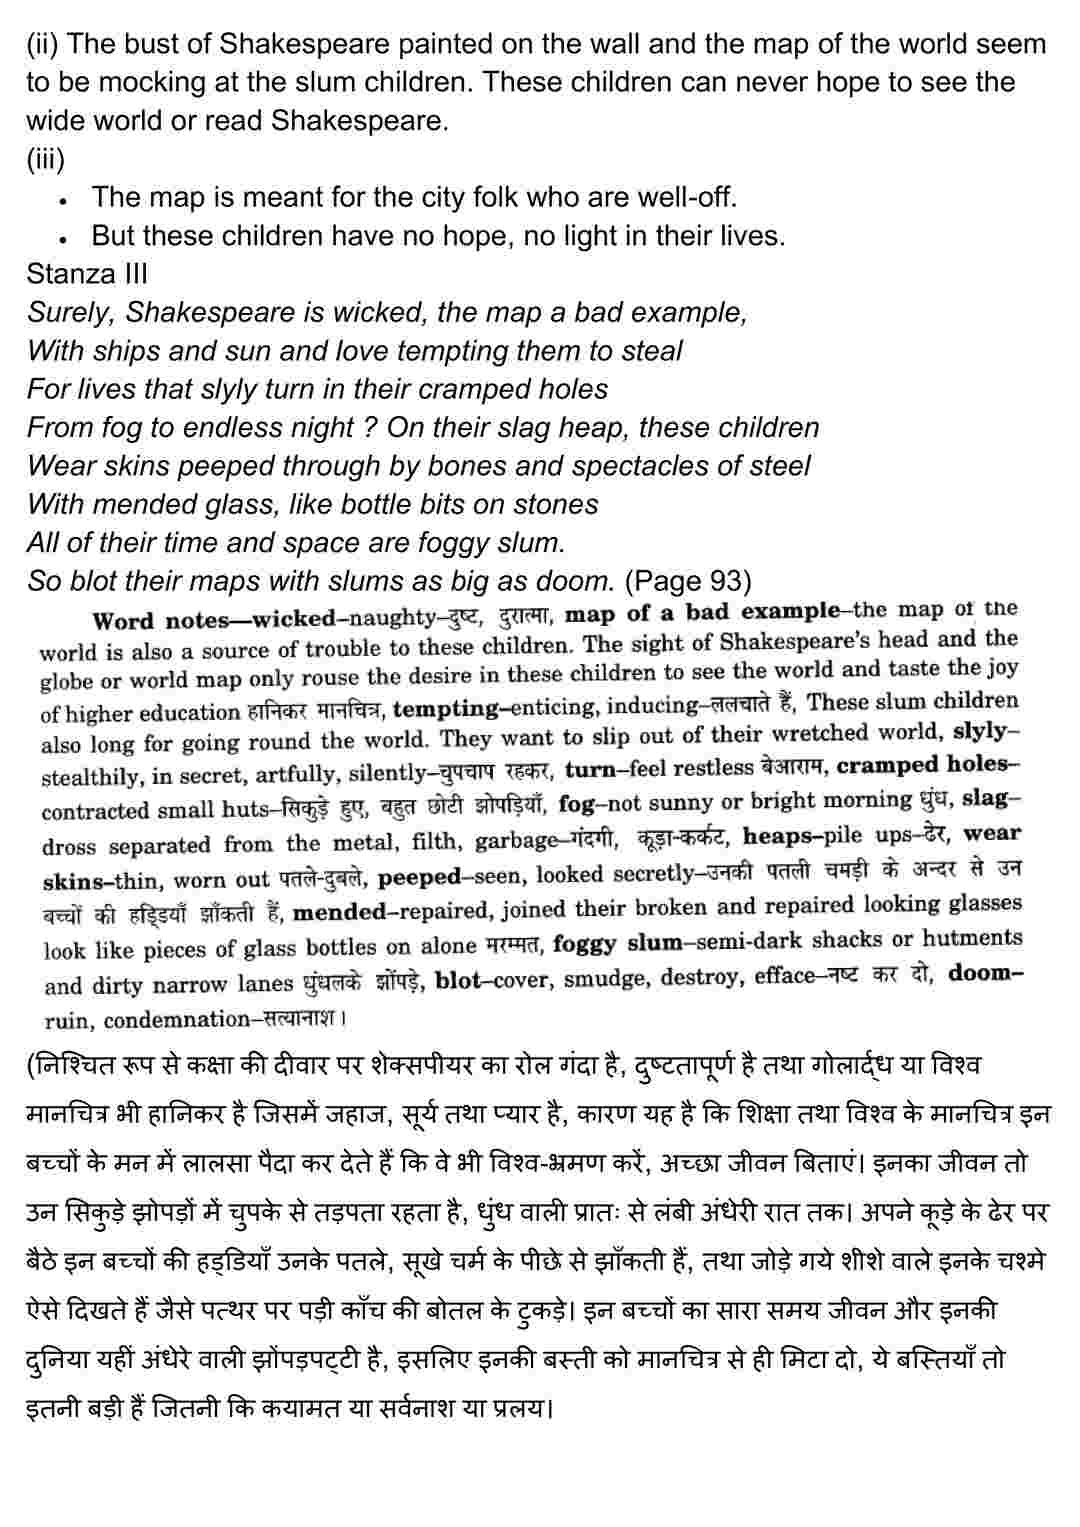 (ii) The bust of Shakespeare painted on the wall and the map of the world seem
to be mocking at the slum children. These children can never hope to see the
wide world or read Shakespeare.
(iii)
• The map is meant for the city folk who are well-off.
• But these children have no hope, no light in their lives.
Stanza III
Surely, Shakespeare is wicked, the map a bad example,
With ships and sun and love tempting them to steal
For lives that slyly turn in their cramped holes
From fog to endless night ? On their slag heap, these children
Wear skins peeped through by bones and spectacles of steel
With mended glass, like bottle bits on stones
All of their time and space are foggy slum.
So blot their maps with slums as big as doom. (Page 93)
Word notes—wicked–naughty–दुष्ट, दुरात्मा, map of a bad example–the map of the
world is also a source of trouble to these children. The sight of Shakespeare's head and the
globe or world map only rouse the desire in these children to see the world and taste the joy
of higher education हानिकर मानचित्र, tempting–enticing, inducing–ललचाते हैं, These slum children
also long for going round the world. They want to slip out of their wretched world, slyly–
stealthily, in secret, artfully, silently–चुपचाप रहकर, turn–feel restless बेआराम, cramped holes–
contracted small huts–सिकुड़े हुए, बहुत छोटी झोपड़ियाँ, fog–not sunny or bright morning धुंध, slag–
dross separated from the metal, filth, garbage–गंदगी, कूड़ा-कर्कट, heaps–pile ups–ढेर, wear
skins–thin, worn out पतले-दुबले, peeped–seen, looked secretly–उनकी पतली चमड़ी के अन्दर से उन
बच्चों की हड्डियाँ झाँकती हैं, mended–repaired, joined their broken and repaired looking glasses
look like pieces of glass bottles on alone मरम्मत, foggy slum–semi-dark shacks or hutments
and dirty narrow lanes धुंधलके झोंपड़े, blot–cover, smudge, destroy, efface–नष्ट कर दो, doom–
ruin, condemnation–सत्यानाश।
(निश्चित रूप से कक्षा की दीवार पर शेक्सपीयर का रोल गंदा है, दुष्टतापूर्ण है तथा गोलार्द्ध या विश्व
मानचित्र भी हानिकर है जिसमें जहाज, सूर्य तथा प्यार है, कारण यह है कि शिक्षा तथा विश्व के मानचित्र इन
बच्चों के मन में लालसा पैदा कर देते हैं कि वे भी विश्व-भ्रमण करें, अच्छा जीवन बिताएं। इनका जीवन तो
उन सिकुड़े झोपड़ों में चुपके से तड़पता रहता है, धुंध वाली प्रातः से लंबी अंधेरी रात तक। अपने कूड़े के ढेर पर
बैठे इन बच्चों की हड्डियाँ उनके पतले, सूखे चर्म के पीछे से झाँकती हैं, तथा जोड़े गये शीशे वाले इनके चश्मे
ऐसे दिखते हैं जैसे पत्थर पर पड़ी काँच की बोतल के टुकड़े। इन बच्चों का सारा समय जीवन और इनकी
दुनिया यहीं अंधेरे वाली झोंपड़पट्टी है, इसलिए इनकी बस्ती को मानचित्र से ही मिटा दो, ये बस्तियाँ तो
इतनी बड़ी हैं जितनी कि कयामत या सर्वनाश या प्रलय।